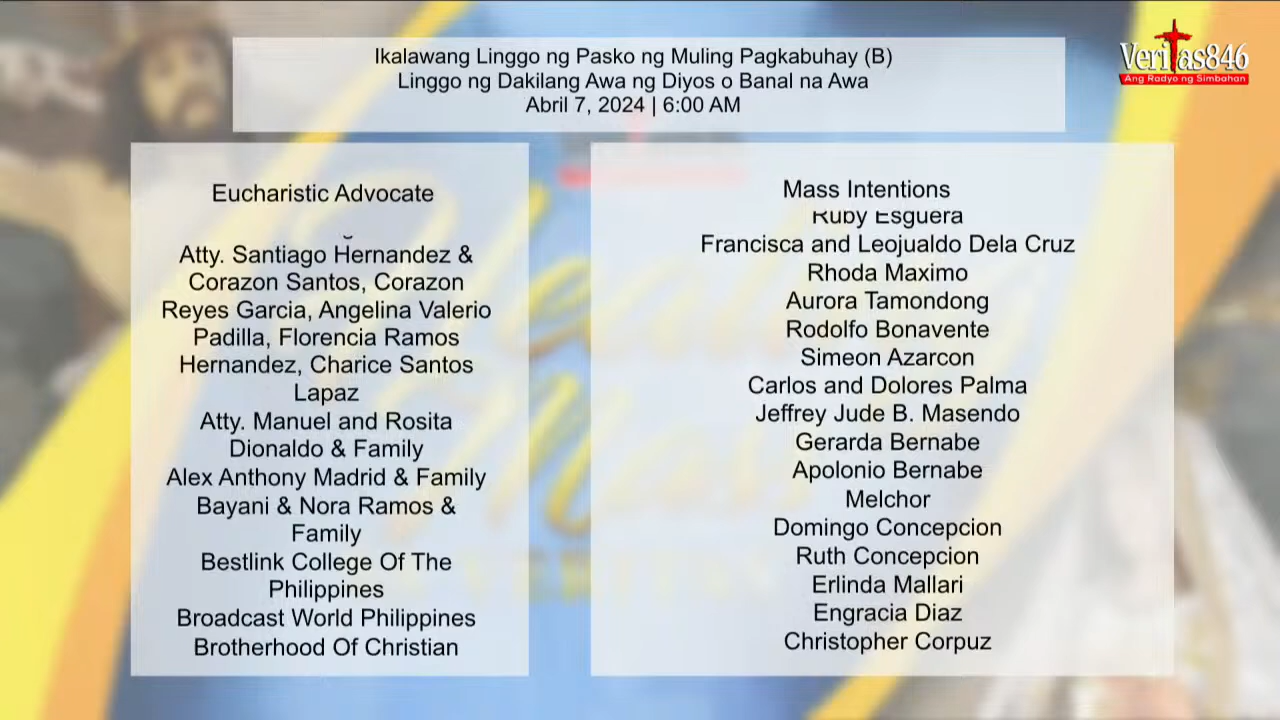 Ikalawang Linggo ng Pasko ng Muling Pagkabuhay (B)
Linggo ng Dakilang Awa ng Diyos o Banal na Awa
Abril 7, 2024 | 6:00 AM
Veritas846
Ang Radyo ng Simbahan
Eucharistic Advocate
Atty. Santiago Hernandez &
Corazon Santos, Corazon
Reyes Garcia, Angelina Valerio
Padilla, Florencia Ramos
Hernandez, Charice Santos
Lapaz
Atty. Manuel and Rosita
Dionaldo & Family
Alex Anthony Madrid & Family
Bayani & Nora Ramos &
Family
Bestlink College Of The
Philippines
Broadcast World Philippines
Brotherhood Of Christian
Mass Intentions
Ruby Esguera
Francisca and Leojualdo Dela Cruz
Rhoda Maximo
Aurora Tamondong
Rodolfo Bonavente
Simeon Azarcon
Carlos and Dolores Palma
Jeffrey Jude B. Masendo
Gerarda Bernabe
Apolonio Bernabe
Melchor
Domingo Concepcion
Ruth Concepcion
Erlinda Mallari
Engracia Diaz
Christopher Corpuz